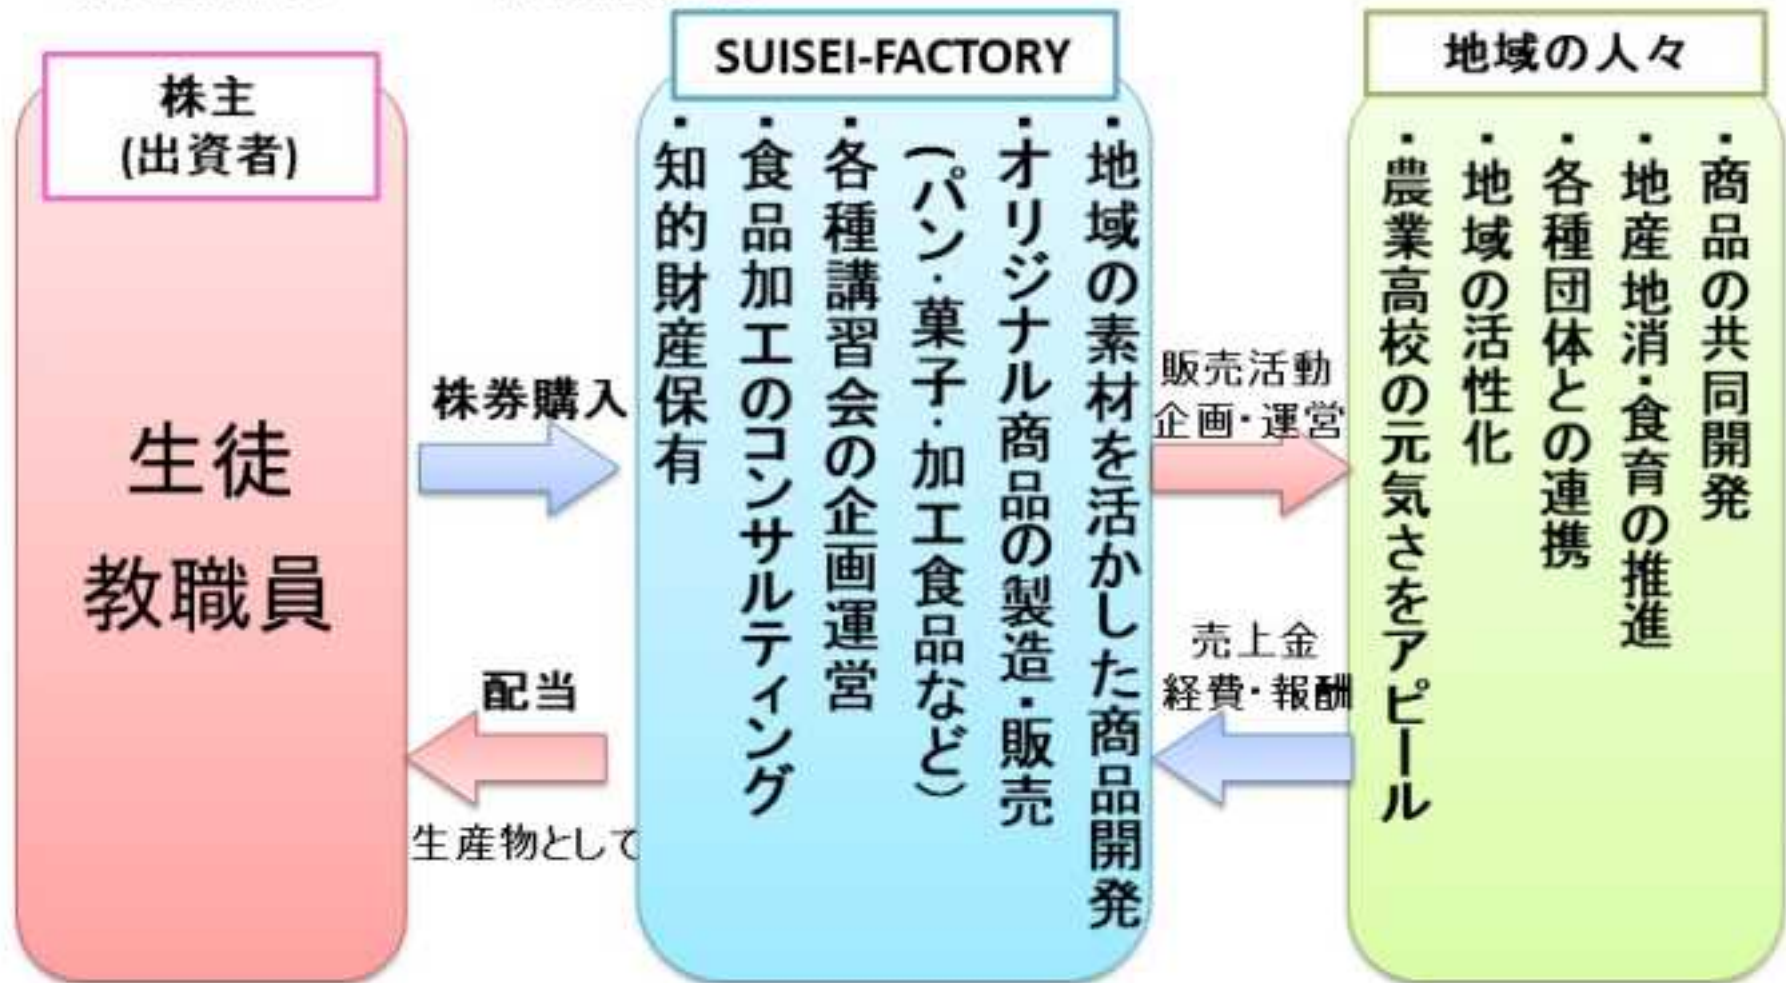 株主
(出資者)
生徒
教職員
株券購入
配当
生産物として
SUISEI-FACTORY
・地域の素材を活かした商品開発
・オリジナル商品の製造・販売
(パン・菓子・加工食品など)
・各種講習会の企画運営
・食品加工のコンサルティング
・知的財産保有
販売活動
企画・運営
売上金
経費・報酬
地域の人々
・商品の共同開発
・地産地消・食育の推進
・各種団体との連携
・地域の活性化
・農業高校の元気さをアピール